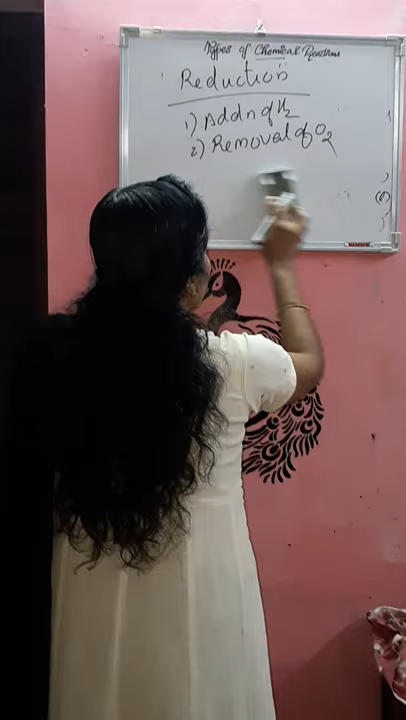 Types of Chemical Reactions
Reduction
1) Addn of H2
2) Removal of O2